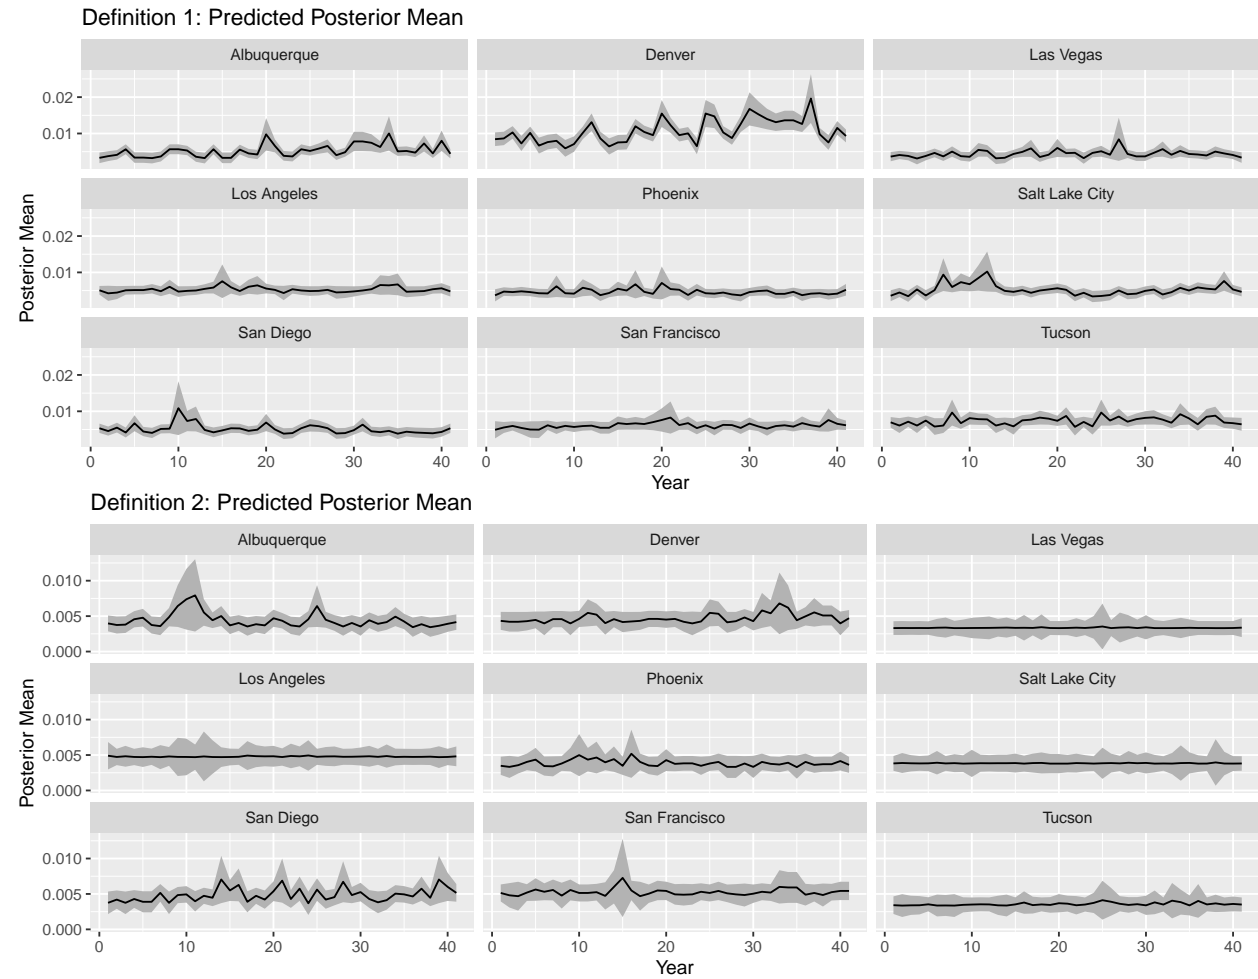 Definition 1: Predicted Posterior Mean
Albuquerque
Denver
Las Vegas
0.02
0.01
Los Angeles
Phoenix
Salt Lake City
0.02
0.01
San Diego
San Francisco
Tucson
0.02
0.01
0 10 20 30 40
0 10 20 30 40
0 10 20 30 40
Posterior Mean
Year
Definition 2: Predicted Posterior Mean
Albuquerque
Denver
Las Vegas
0.010
0.005
0.000
Los Angeles
Phoenix
Salt Lake City
0.010
0.005
0.000
San Diego
San Francisco
Tucson
0.010
0.005
0.000
0 10 20 30 40
0 10 20 30 40
0 10 20 30 40
Posterior Mean
Year